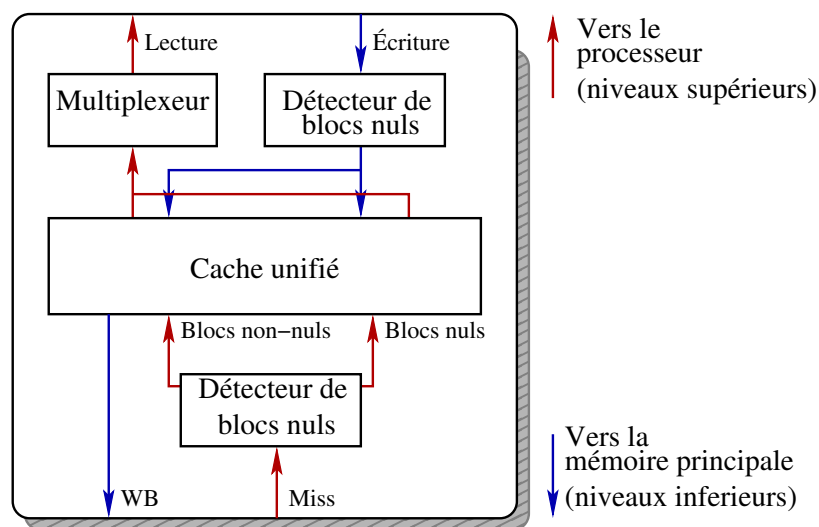 Lecture
Écriture
Multiplexeur
Détecteur de
blocs nuls
Cache unifié
Blocs non-nuls
Blocs nuls
Détecteur de
blocs nuls
WB
Miss
Vers le
processeur
(niveaux supérieurs)
Vers la
mémoire principale
(niveaux inferieurs)